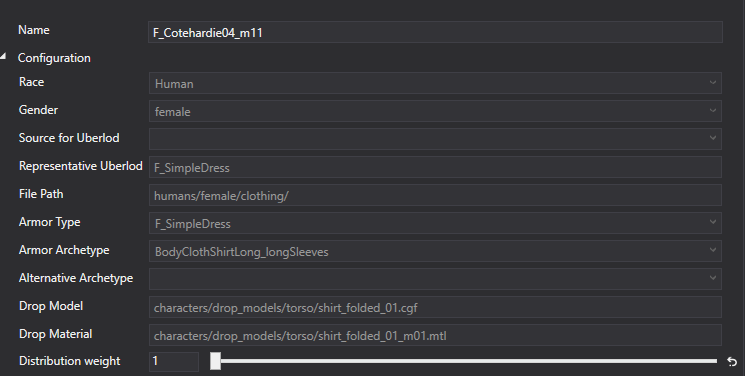 Name F_Cotehardie04_m11
Configuration
Race Human
Gender female
Source for Uberlod
Representative Uberlod F_SimpleDress
File Path humans/female/clothing/
Armor Type F_SimpleDress
Armor Archetype BodyClothShirtLong_longSleeves
Alternative Archetype
Drop Model characters/drop_models/torso/shirt_folded_01.cgf
Drop Material characters/drop_models/torso/shirt_folded_01_m01.mtl
Distribution weight 1